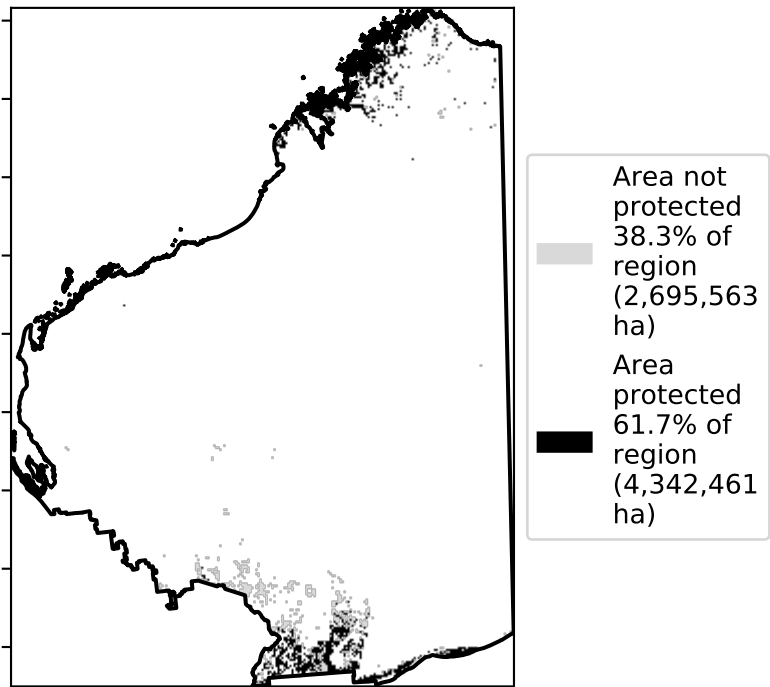 Area not
protected
38.3% of
region
(2,695,563
ha)
Area
protected
61.7% of
region
(4,342,461
ha)